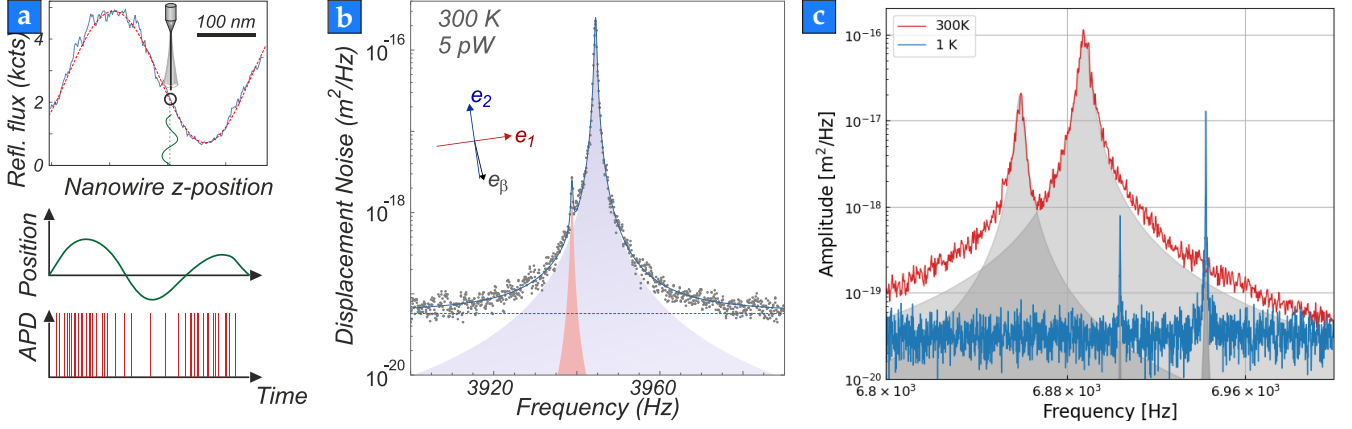 a
100 nm
Refl. flux (kcts)
4
2
0
Nanowire z-position
Position
APD
Time
b
300 K
5 pW
e2
e1
eβ
Displacement Noise (m²/Hz)
10⁻¹⁶
10⁻¹⁸
10⁻²⁰
3920
3960
Frequency (Hz)
c
300K
1 K
Amplitude [m²/Hz]
10⁻¹⁶
10⁻¹⁷
10⁻¹⁸
10⁻¹⁹
10⁻²⁰
6.8 × 10³
6.88 × 10³
6.96 × 10³
Frequency [Hz]